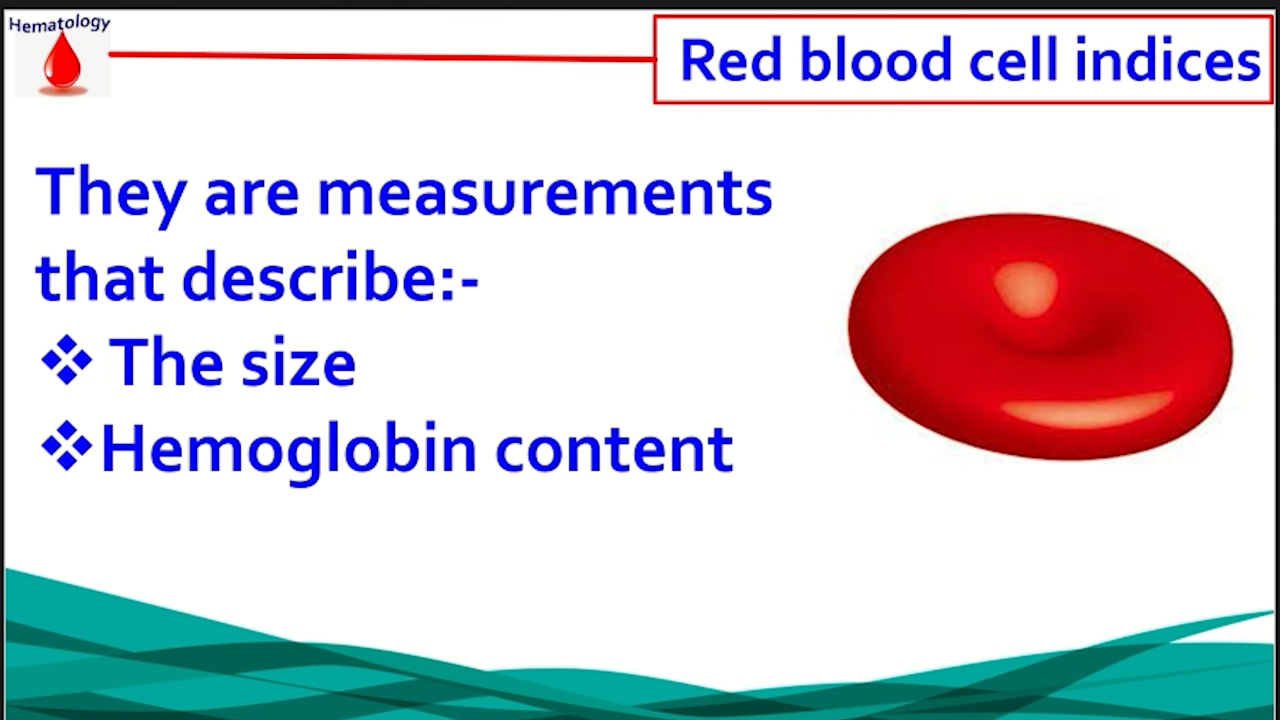 Hematology
Red blood cell indices
They are measurements
that describe:-
❖ The size
❖Hemoglobin content